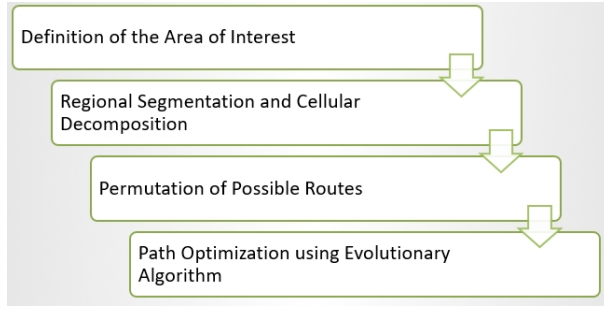 Definition of the Area of Interest
Regional Segmentation and Cellular
Decomposition
Permutation of Possible Routes
Path Optimization using Evolutionary
Algorithm